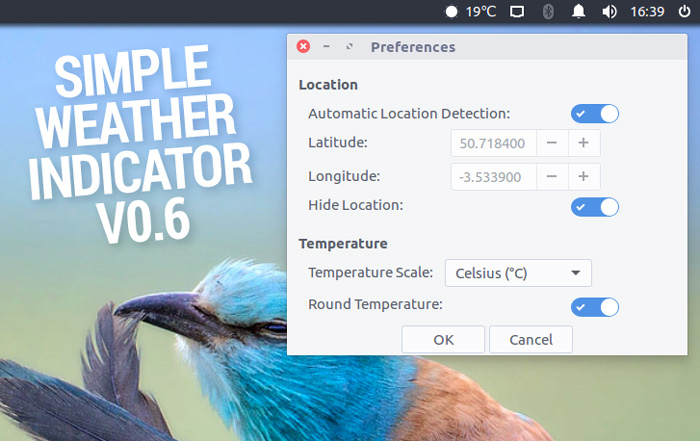 19℃ 16:39
SIMPLE
WEATHER
INDICATOR
V0.6
Preferences
Location
Automatic Location Detection:
Latitude: 50.718400 − +
Longitude: -3.533900 − +
Hide Location:
Temperature
Temperature Scale: Celsius (°C)
Round Temperature:
OK Cancel